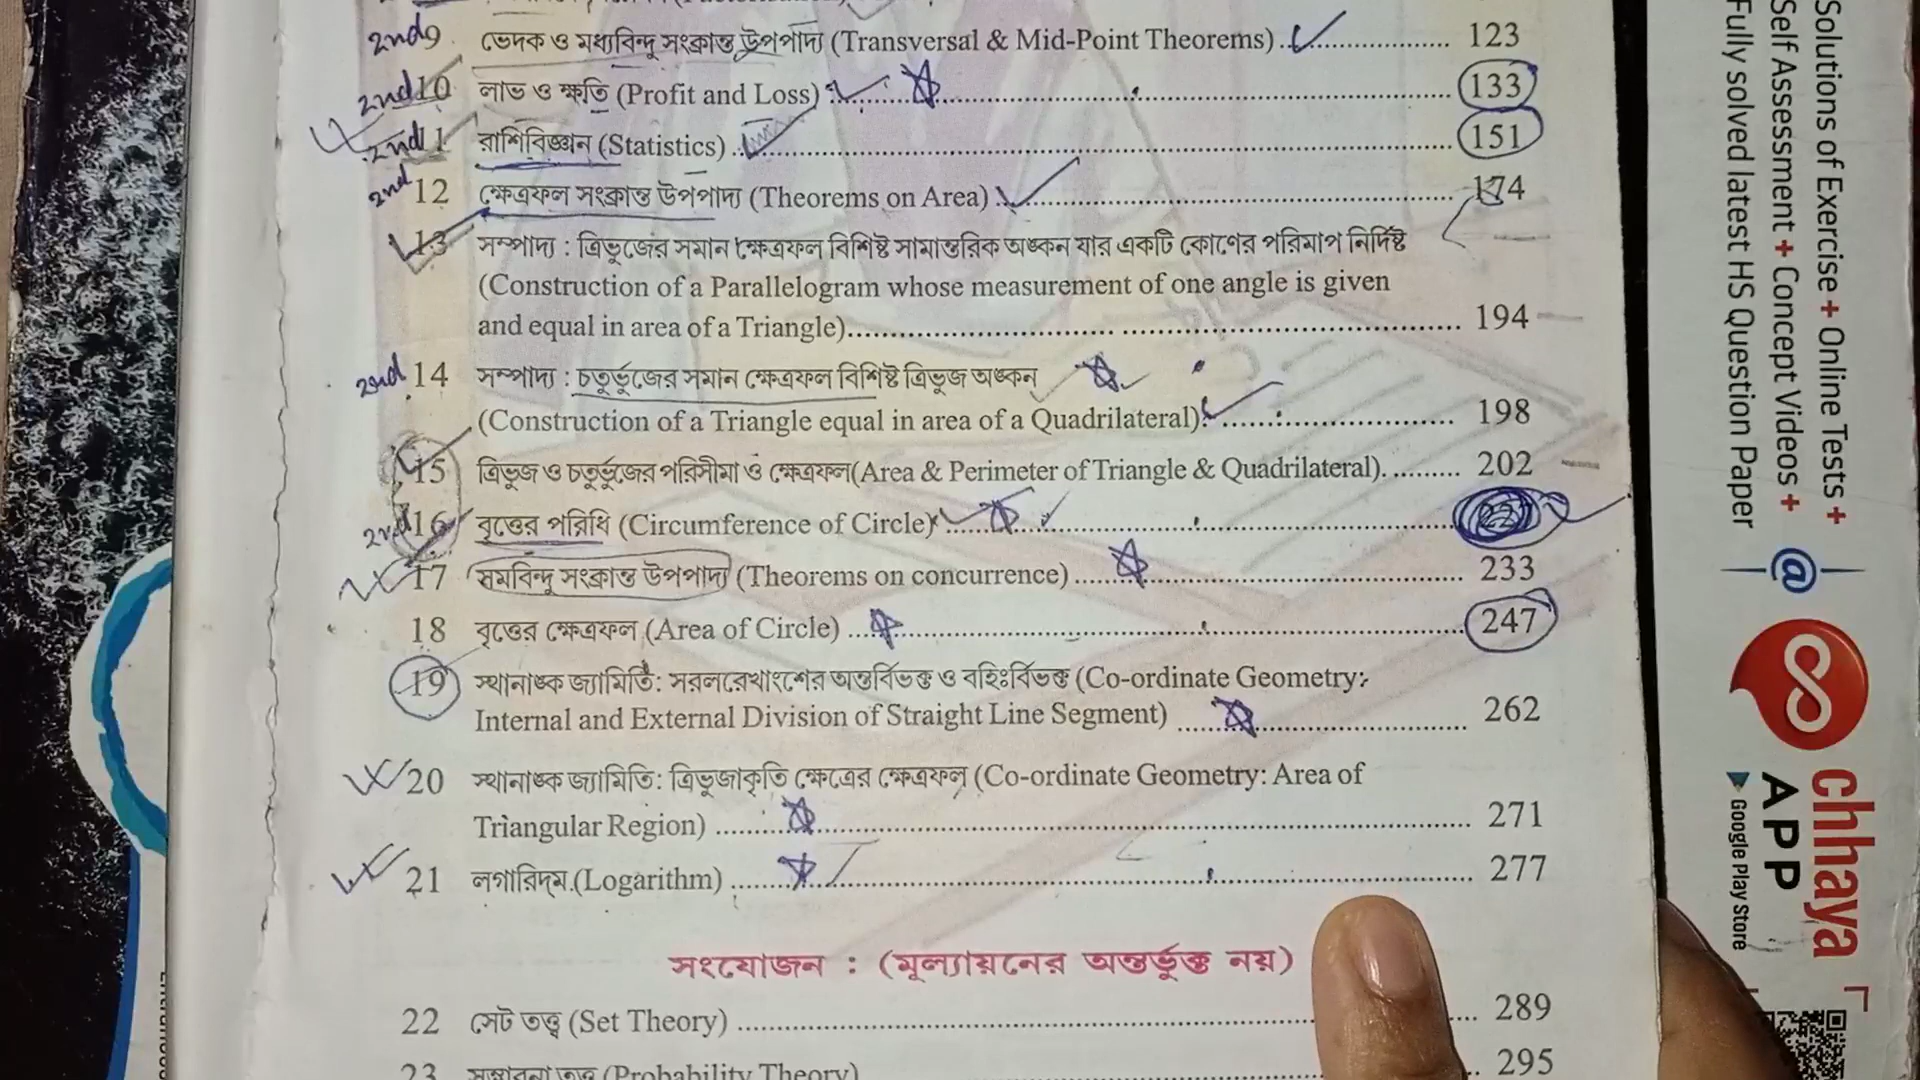 2nd 9 ভেদক ও মধ্যবিন্দু সংক্রান্ত উপপাদ্য (Transversal & Mid-Point Theorems) ........ 123
2nd 10 লাভ ও ক্ষতি (Profit and Loss) ........ 133
2nd 11 রাশিবিজ্ঞান (Statistics) ........ 151
2nd 12 ক্ষেত্রফল সংক্রান্ত উপপাদ্য (Theorems on Area) ........ 174
13 সম্পাদ্য : ত্রিভুজের সমান ক্ষেত্রফল বিশিষ্ট সামান্তরিক অঙ্কন যার একটি কোণের পরিমাপ নির্দিষ্ট
(Construction of a Parallelogram whose measurement of one angle is given
and equal in area of a Triangle) ........ 194
2nd 14 সম্পাদ্য : চতুর্ভুজের সমান ক্ষেত্রফল বিশিষ্ট ত্রিভুজ অঙ্কন
(Construction of a Triangle equal in area of a Quadrilateral) ........ 198
15 ত্রিভুজ ও চতুর্ভুজের পরিসীমা ও ক্ষেত্রফল(Area & Perimeter of Triangle & Quadrilateral). ........ 202
2nd 16 বৃত্তের পরিধি (Circumference of Circle) ........
17 সমবিন্দু সংক্রান্ত উপপাদ্য (Theorems on concurrence) ........ 233
18 বৃত্তের ক্ষেত্রফল (Area of Circle) ........ 247
19 স্থানাঙ্ক জ্যামিতি: সরলরেখাংশের অন্তর্বিভক্ত ও বহিঃর্বিভক্ত (Co-ordinate Geometry:
Internal and External Division of Straight Line Segment) ........ 262
20 স্থানাঙ্ক জ্যামিতি: ত্রিভুজাকৃতি ক্ষেত্রের ক্ষেত্রফল (Co-ordinate Geometry: Area of
Triangular Region) ........ 271
21 লগারিদ্‌ম (Logarithm) ........ 277
সংযোজন : (মূল্যায়নের অন্তর্ভুক্ত নয়)
22 সেট তত্ত্ব (Set Theory) ........ 289
23 সম্ভাবনা তত্ত্ব (Probability Theory) ........ 295
Solutions of Exercise + Online Tests +
Self Assessment + Concept Videos +
Fully solved latest HS Question Paper
@
chhaya
APP
Google Play Store